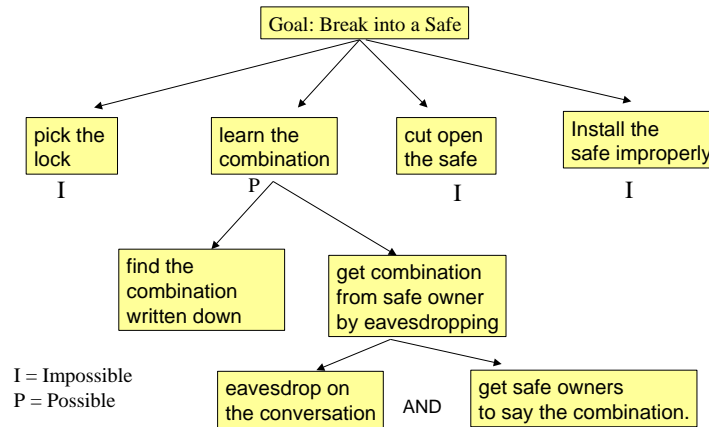 Goal: Break into a Safe
pick the
lock
I
learn the
combination
P
cut open
the safe
I
Install the
safe improperly
I
find the
combination
written down
get combination
from safe owner
by eavesdropping
I = Impossible
P = Possible
eavesdrop on
the conversation
AND
get safe owners
to say the combination.